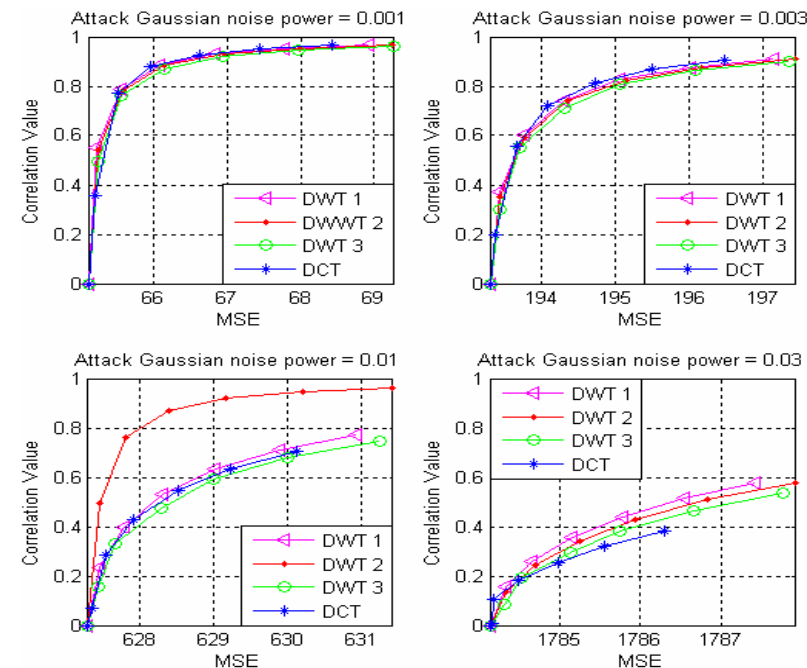 Attack Gaussian noise power = 0.001
Correlation Value
1
0.8
0.6
0.4
0.2
0
66
67
68
69
MSE
DWT 1
DWWT 2
DWT 3
DCT
Attack Gaussian noise power = 0.003
Correlation Value
1
0.8
0.6
0.4
0.2
0
194
195
196
197
MSE
DWT 1
DWT 2
DWT 3
DCT
Attack Gaussian noise power = 0.01
Correlation Value
1
0.8
0.6
0.4
0.2
0
628
629
630
631
MSE
DWT 1
DWT 2
DWT 3
DCT
Attack Gaussian noise power = 0.03
Correlation Value
1
0.8
0.6
0.4
0.2
0
1785
1786
1787
MSE
DWT 1
DWT 2
DWT 3
DCT